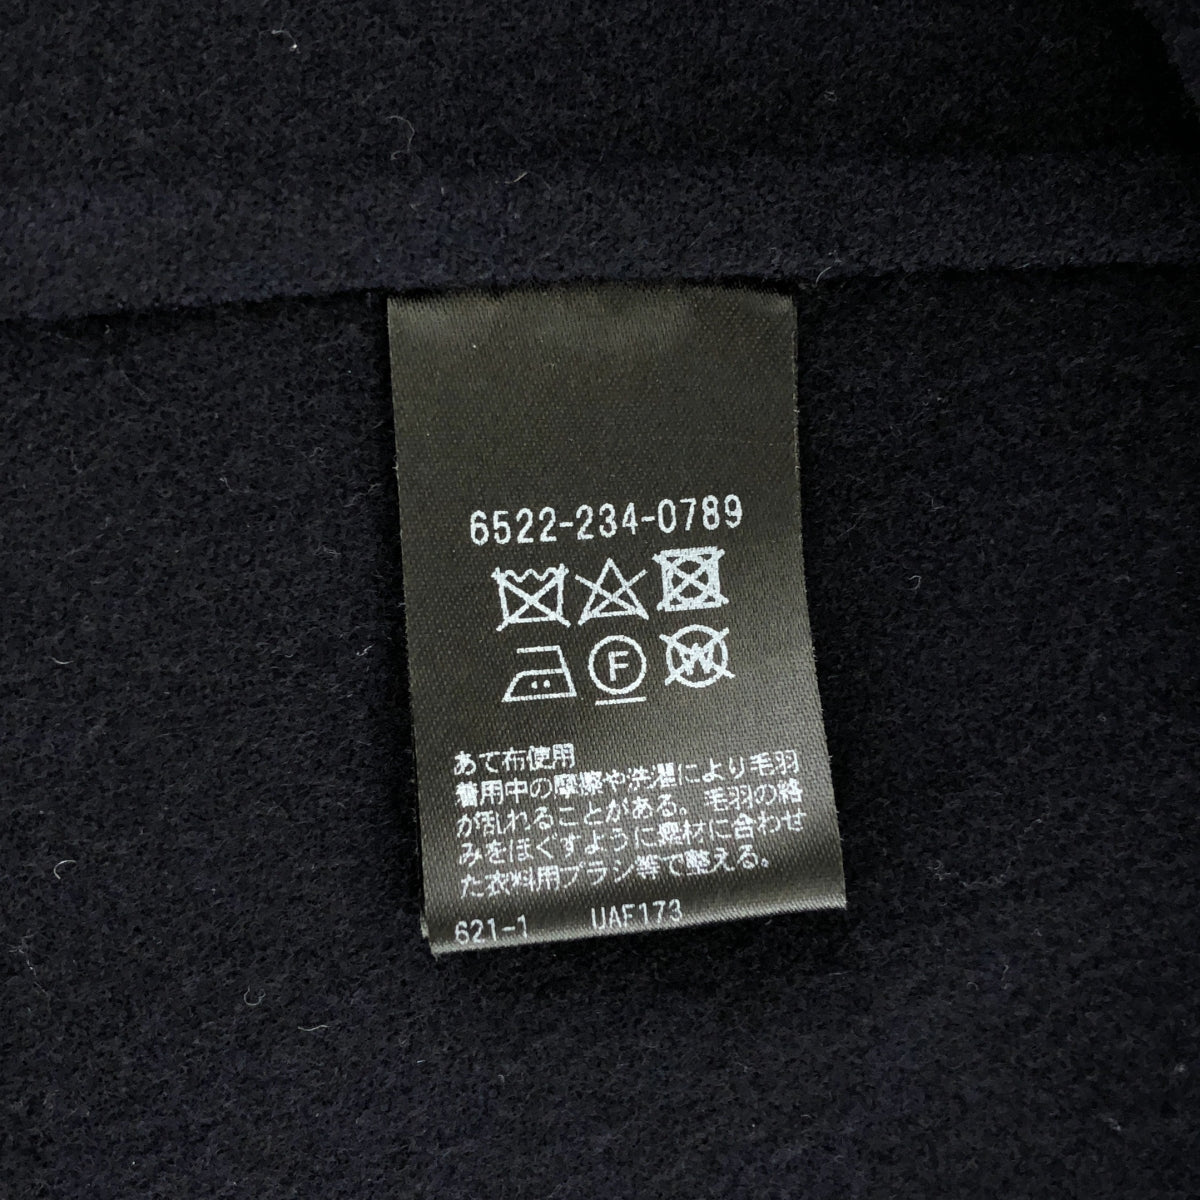 6522-234-0789
F
W
あて布使用
着用中の摩擦や洗濯により毛羽
が乱れることがある。毛羽の絡
みをほぐすように素材に合わせ
た衣料用ブラシ等で整える。
621-1 UAF173